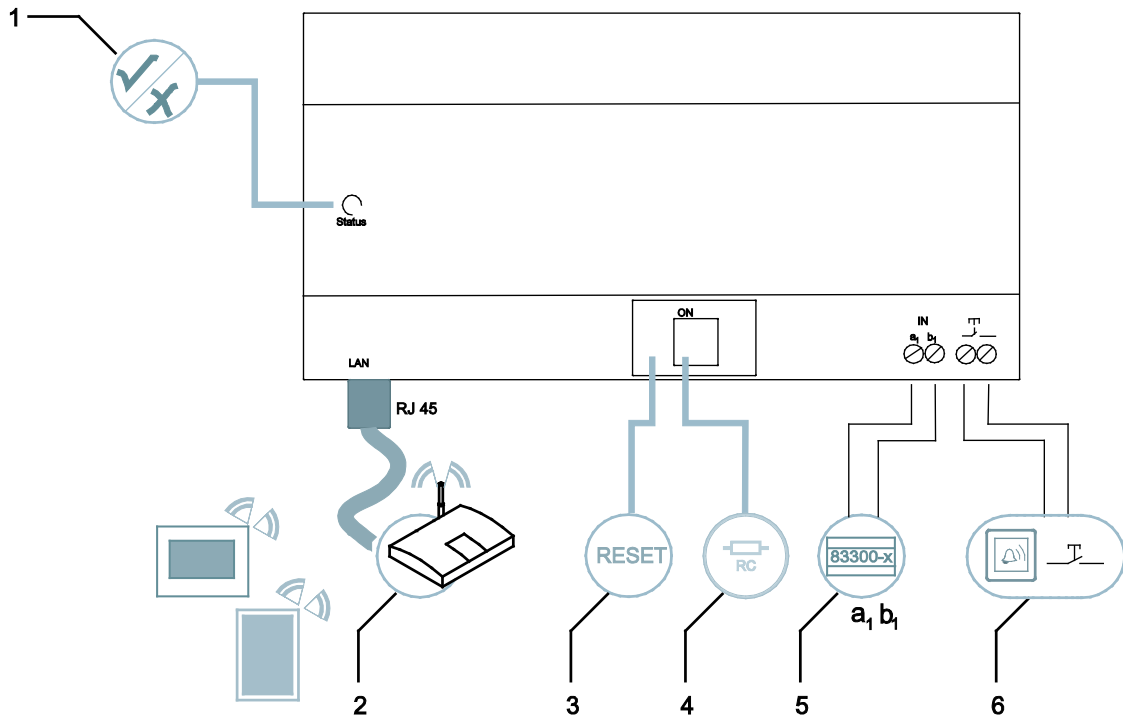 1
Status
ON
IN
a₁ b₁
LAN
RJ 45
RESET
RC
83300-x
a₁ b₁
2
3
4
5
6